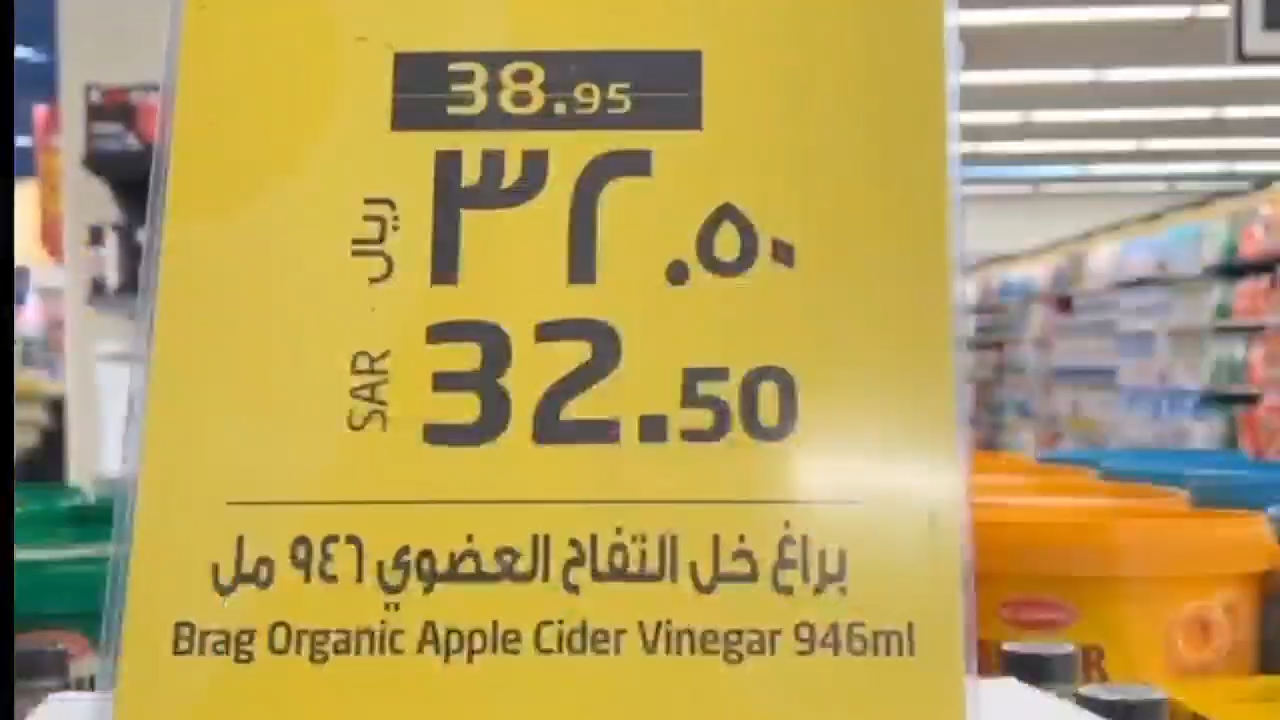 38.95
ريال ٣٢.٥٠
SAR 32.50
براغ خل التفاح العضوي ٩٤٦ مل
Brag Organic Apple Cider Vinegar 946ml